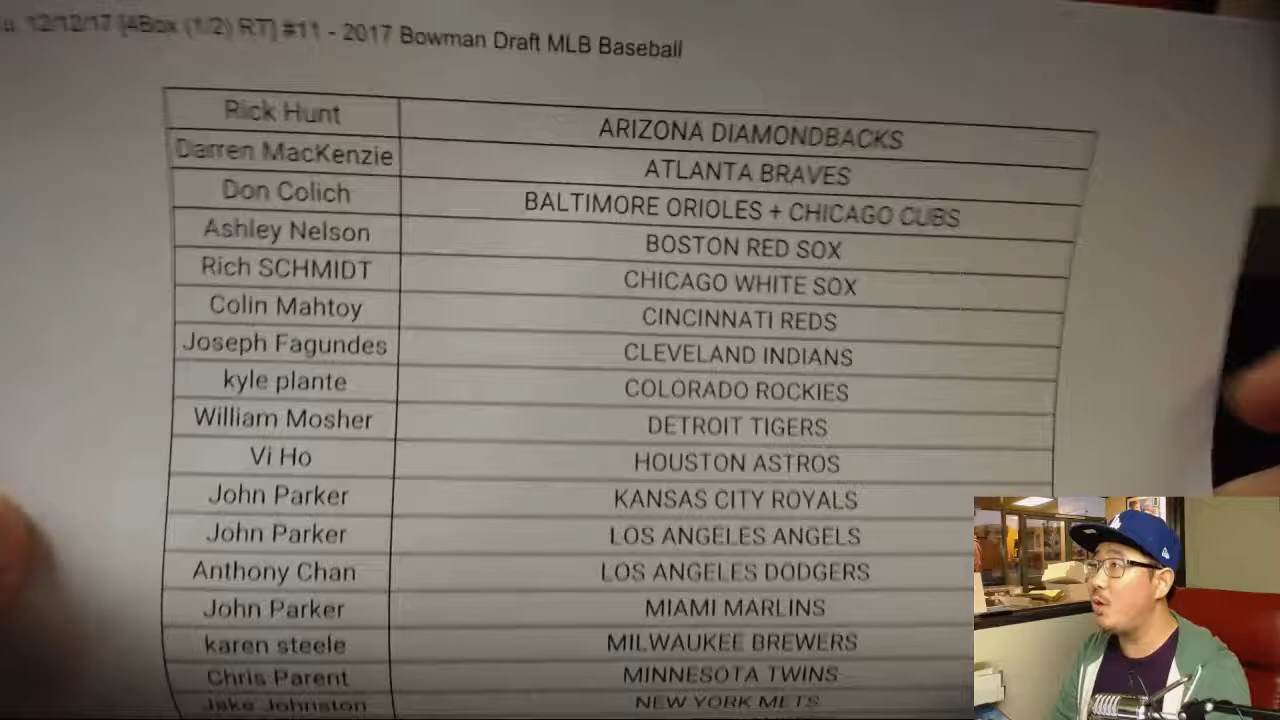 12/12/17 [4Box (1/2) RT] #11 - 2017 Bowman Draft MLB Baseball
Rick Hunt ARIZONA DIAMONDBACKS
Darren MacKenzie ATLANTA BRAVES
Don Colich BALTIMORE ORIOLES + CHICAGO CUBS
Ashley Nelson BOSTON RED SOX
Rich SCHMIDT CHICAGO WHITE SOX
Colin Mahtoy CINCINNATI REDS
Joseph Fagundes CLEVELAND INDIANS
kyle plante COLORADO ROCKIES
William Mosher DETROIT TIGERS
Vi Ho HOUSTON ASTROS
John Parker KANSAS CITY ROYALS
John Parker LOS ANGELES ANGELS
Anthony Chan LOS ANGELES DODGERS
John Parker MIAMI MARLINS
karen steele MILWAUKEE BREWERS
Chris Parent MINNESOTA TWINS
Jake Johnston NEW YORK METS